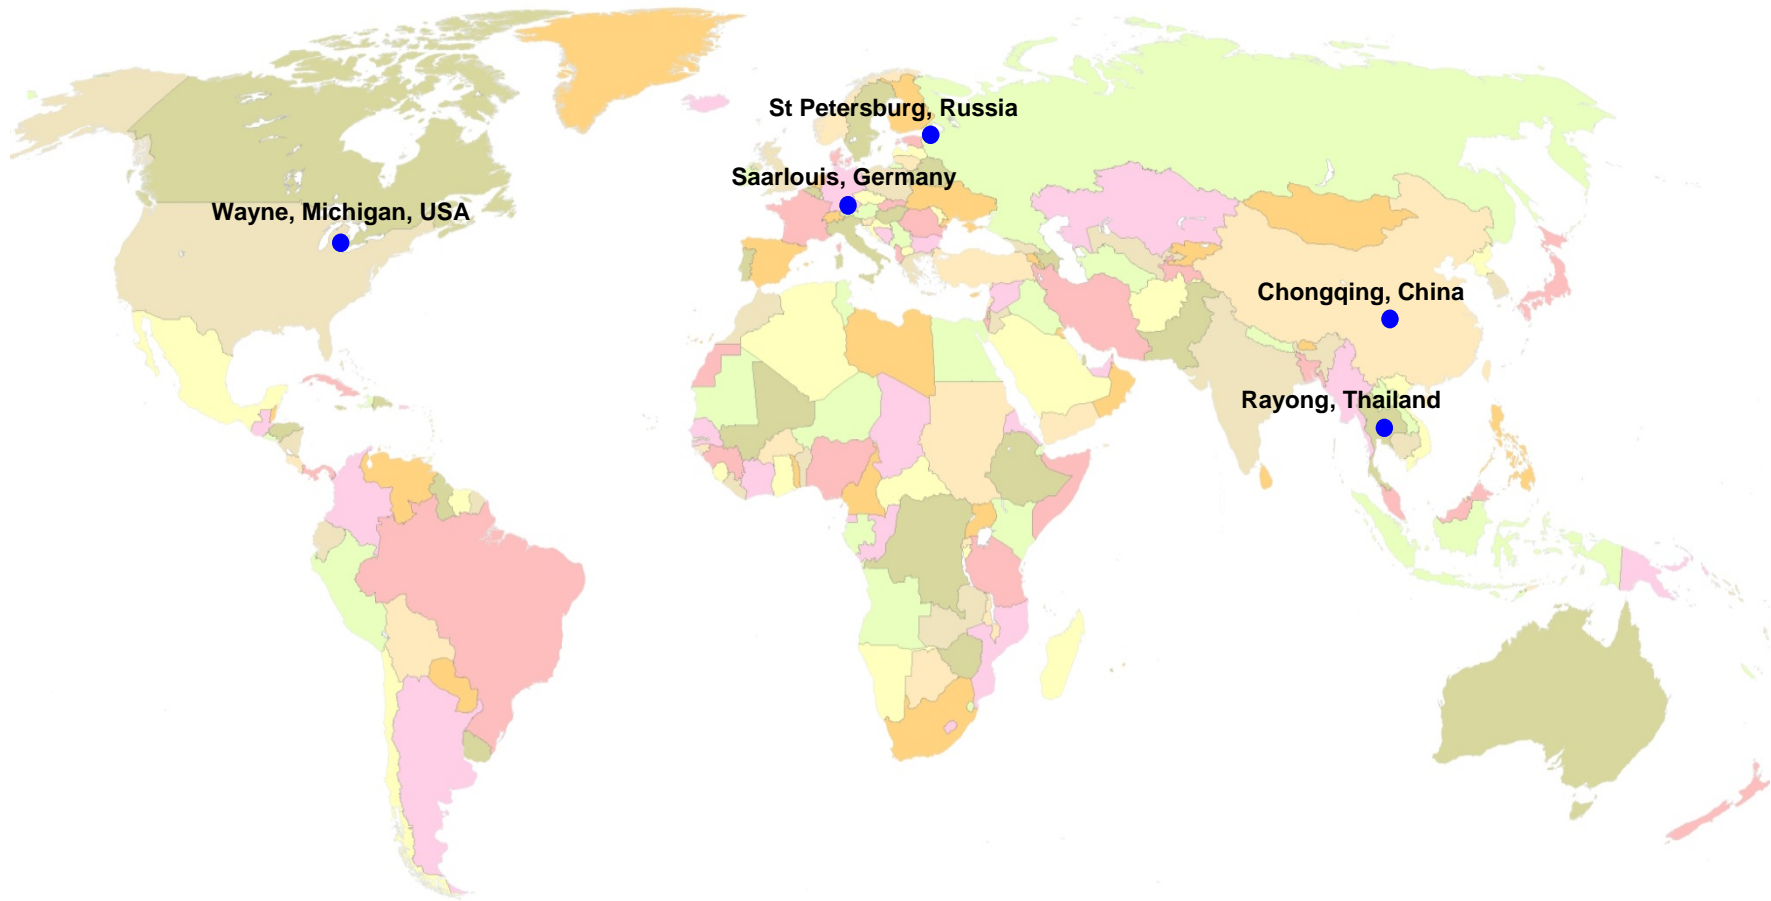 St Petersburg, Russia
Saarlouis, Germany
Wayne, Michigan, USA
Chongqing, China
Rayong, Thailand